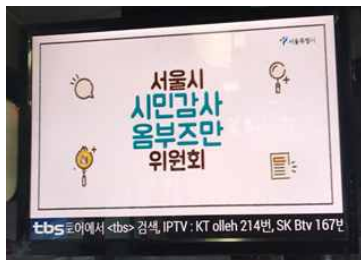 서울특별시
서울시
시민감사
옴부즈만
위원회
tbs 토어에서 <tbs> 검색, IPTV : KT olleh 214번, SK Btv 167번